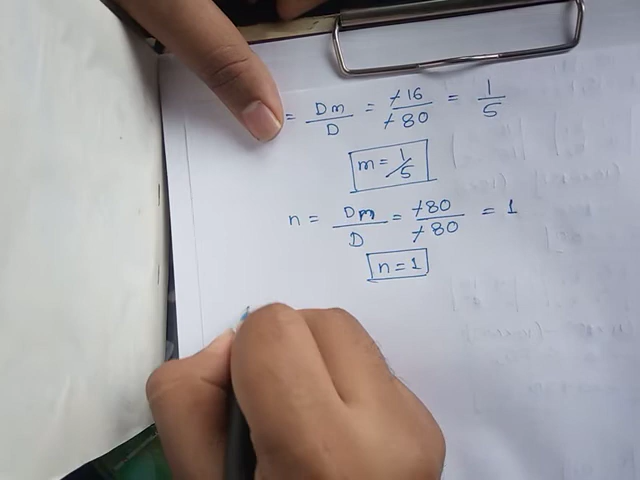 = Dm/D = -16/-80 = 1/5
m = 1/5
n = Dm/D = -80/-80 = 1
n = 1